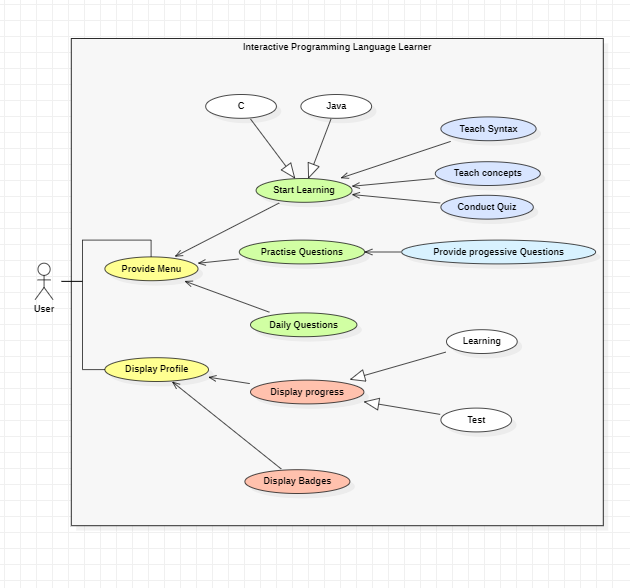 Interactive Programming Language Learner
C
Java
Teach Syntax
Teach concepts
Start Learning
Conduct Quiz
Practise Questions
Provide progessive Questions
Provide Menu
User
Daily Questions
Learning
Display Profile
Display progress
Test
Display Badges